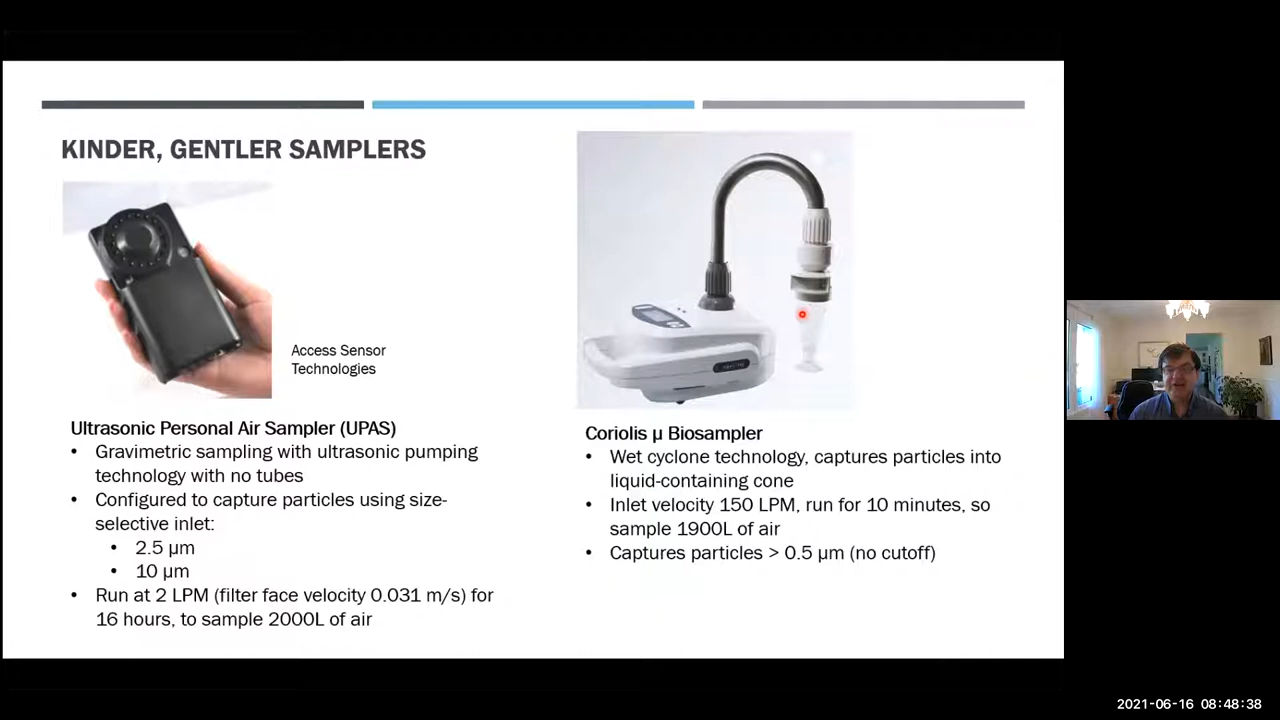 KINDER, GENTLER SAMPLERS
Access Sensor
Technologies
Ultrasonic Personal Air Sampler (UPAS)
• Gravimetric sampling with ultrasonic pumping
technology with no tubes
• Configured to capture particles using size-
selective inlet:
• 2.5 µm
• 10 µm
• Run at 2 LPM (filter face velocity 0.031 m/s) for
16 hours, to sample 2000L of air
Coriolis µ Biosampler
• Wet cyclone technology, captures particles into
liquid-containing cone
• Inlet velocity 150 LPM, run for 10 minutes, so
sample 1900L of air
• Captures particles > 0.5 µm (no cutoff)
2021-06-16 08:48:38